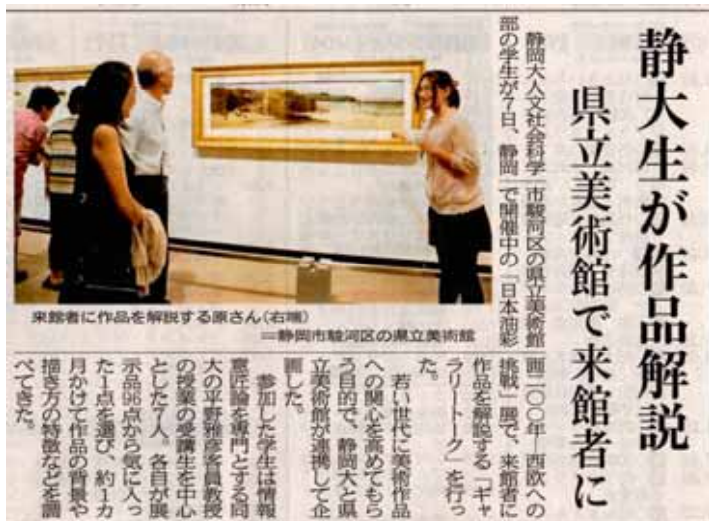 静大生が作品解説
県立美術館で来館者に
静岡大人文社会科学
部の学生が7日、静岡
市駿河区の県立美術館
で開催中の「日本油彩
画二〇〇年―西欧への
挑戦」展で、来館者に
作品を解説する「ギャ
ラリートーク」を行っ
た。
若い世代に美術作品
への関心を高めてもら
う目的で、静岡大と県
立美術館が連携して企
画した。
参加した学生は情報
意匠論を専門とする同
大の平野雅彦客員教授
の授業の受講生を中心
とした7人。各自が展
示品96点から気に入っ
た1点を選び、約1カ
月かけて作品の背景や
描き方の特徴などを調
べてきた。
来館者に作品を解説する原さん(右端)
=静岡市駿河区の県立美術館